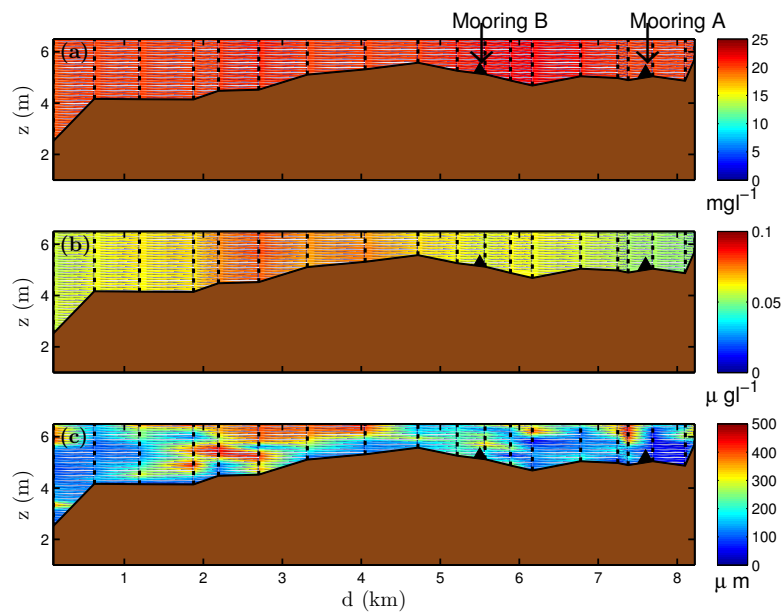 Mooring B Mooring A
(a)
z (m)
6
4
2
25
20
15
10
5
0
mgl⁻¹
(b)
z (m)
6
4
2
0.1
0.05
0
μ gl⁻¹
(c)
z (m)
6
4
2
500
400
300
200
100
0
μ m
1 2 3 4 5 6 7 8
d (km)